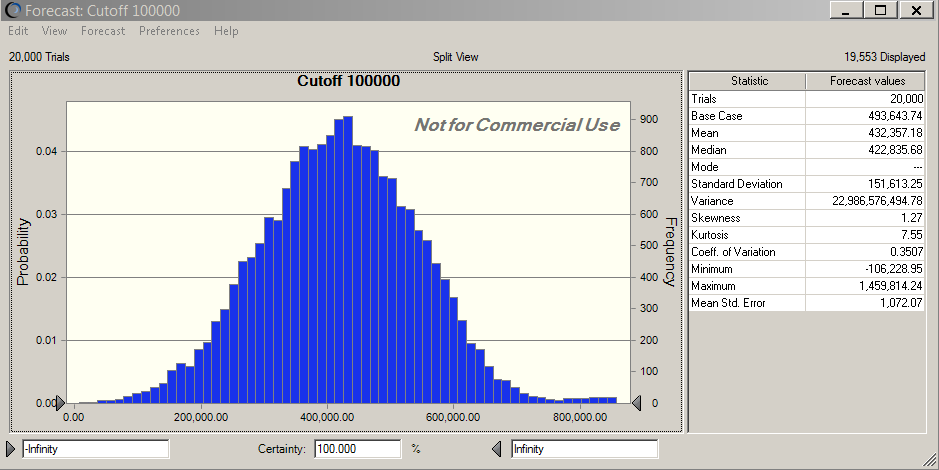 Forecast: Cutoff 100000
Edit View Forecast Preferences Help
20,000 Trials Split View 19,553 Displayed
Cutoff 100000
Not for Commercial Use
Probability
0.04
0.03
0.02
0.01
0.00
Frequency
900
800
700
600
500
400
300
200
100
0
0.00 200,000.00 400,000.00 600,000.00 800,000.00
Statistic Forecast values
Trials 20,000
Base Case 493,643.74
Mean 432,357.18
Median 422,835.68
Mode ---
Standard Deviation 151,613.25
Variance 22,986,576,494.78
Skewness 1.27
Kurtosis 7.55
Coeff. of Variation 0.3507
Minimum -106,228.95
Maximum 1,459,814.24
Mean Std. Error 1,072.07
-Infinity Certainty: 100.000 % Infinity